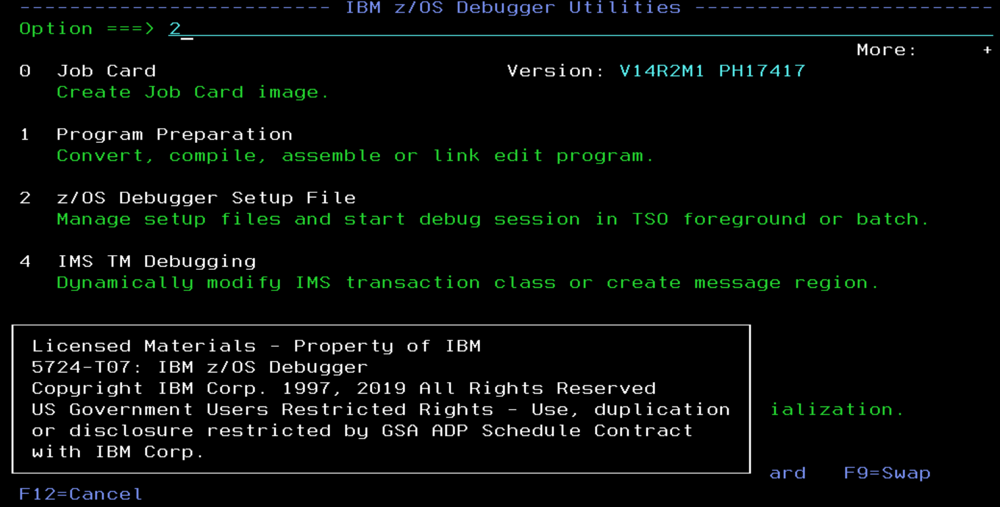 ------------------------- IBM z/OS Debugger Utilities ------------------------
Option ===> 2
More:     +
0  Job Card                            Version: V14R2M1 PH17417
Create Job Card image.
1  Program Preparation
Convert, compile, assemble or link edit program.
2  z/OS Debugger Setup File
Manage setup files and start debug session in TSO foreground or batch.
4  IMS TM Debugging
Dynamically modify IMS transaction class or create message region.
Licensed Materials - Property of IBM
5724-T07: IBM z/OS Debugger
Copyright IBM Corp. 1997, 2019 All Rights Reserved
US Government Users Restricted Rights - Use, duplication   ialization.
or disclosure restricted by GSA ADP Schedule Contract
with IBM Corp.
ard   F9=Swap
F12=Cancel